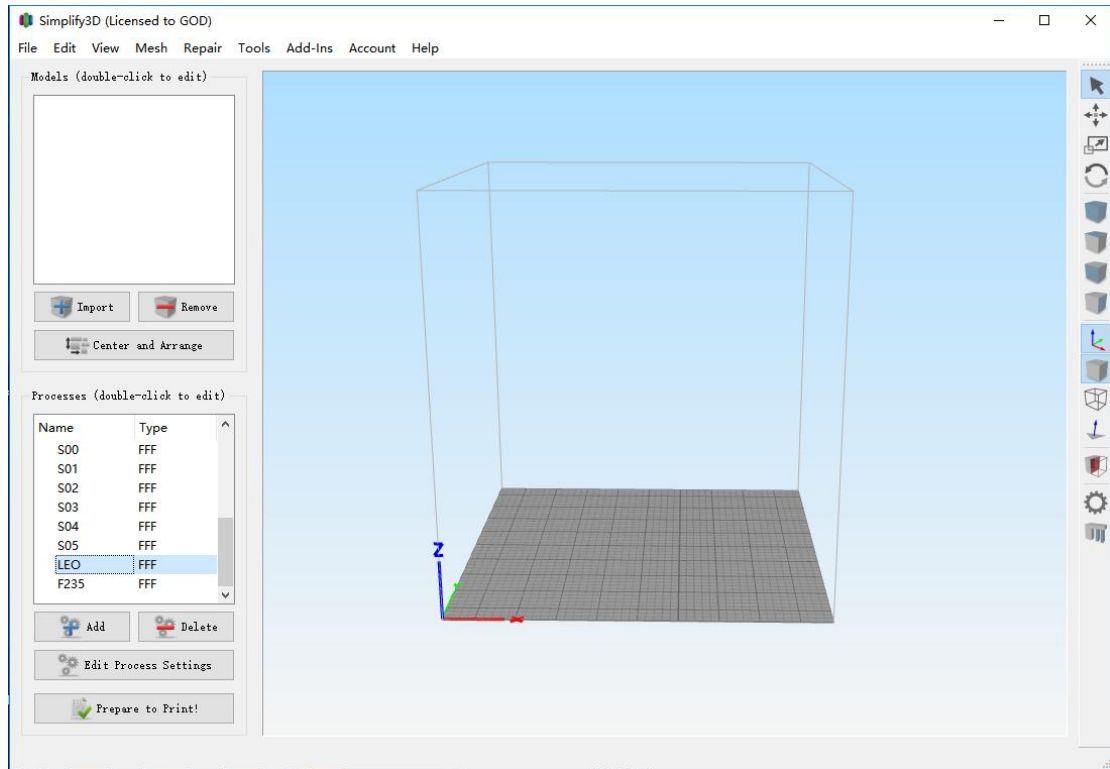 Simplify3D (Licensed to GOD)
File Edit View Mesh Repair Tools Add-Ins Account Help
Models (double-click to edit)
Import Remove
Center and Arrange
Processes (double-click to edit)
Name Type
S00 FFF
S01 FFF
S02 FFF
S03 FFF
S04 FFF
S05 FFF
LEO FFF
F235 FFF
Add Delete
Edit Process Settings
Prepare to Print!
Z
X